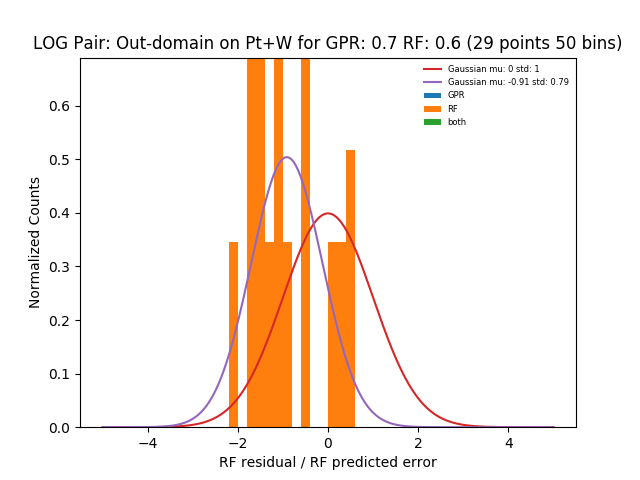 LOG Pair: Out-domain on Pt+W for GPR: 0.7 RF: 0.6 (29 points 50 bins)
Gaussian mu: 0 std: 1
Gaussian mu: -0.91 std: 0.79
GPR
RF
both
Normalized Counts
0.6
0.5
0.4
0.3
0.2
0.1
0.0
−4 −2 0 2 4
RF residual / RF predicted error